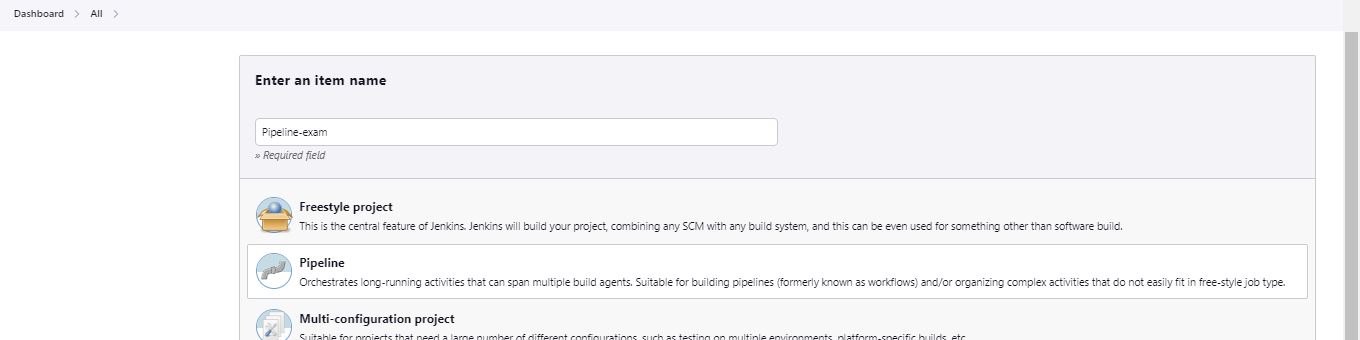 Dashboard > All >
Enter an item name
Pipeline-exam
» Required field
Freestyle project
This is the central feature of Jenkins. Jenkins will build your project, combining any SCM with any build system, and this can be even used for something other than software build.
Pipeline
Orchestrates long-running activities that can span multiple build agents. Suitable for building pipelines (formerly known as workflows) and/or organizing complex activities that do not easily fit in free-style job type.
Multi-configuration project
Suitable for projects that need a large number of different configurations, such as testing on multiple environments, platform-specific builds, etc.